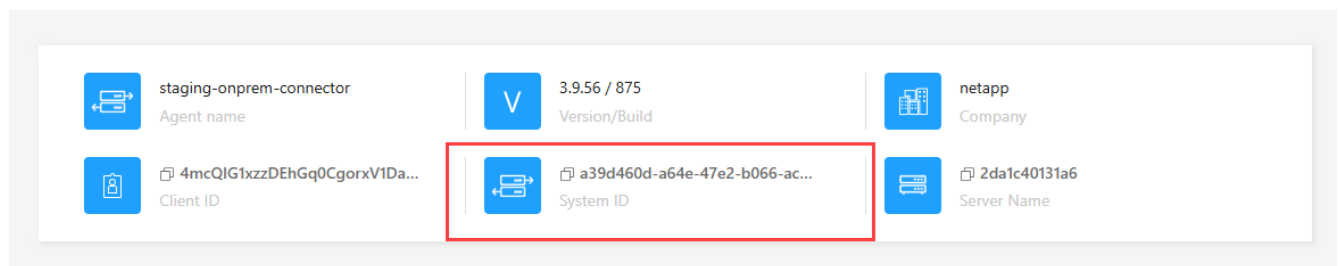 staging-onprem-connector
Agent name
V
3.9.56 / 875
Version/Build
netapp
Company
4mcQIG1xzzDEhGq0CgorxV1Da...
Client ID
a39d460d-a64e-47e2-b066-ac...
System ID
2da1c40131a6
Server Name